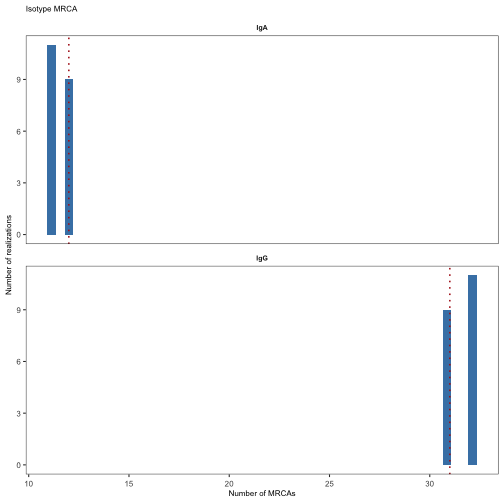 Isotype MRCA
IgA
9
6
3
0
IgG
9
6
3
0
10 15 20 25 30
Number of MRCAs
Number of realizations